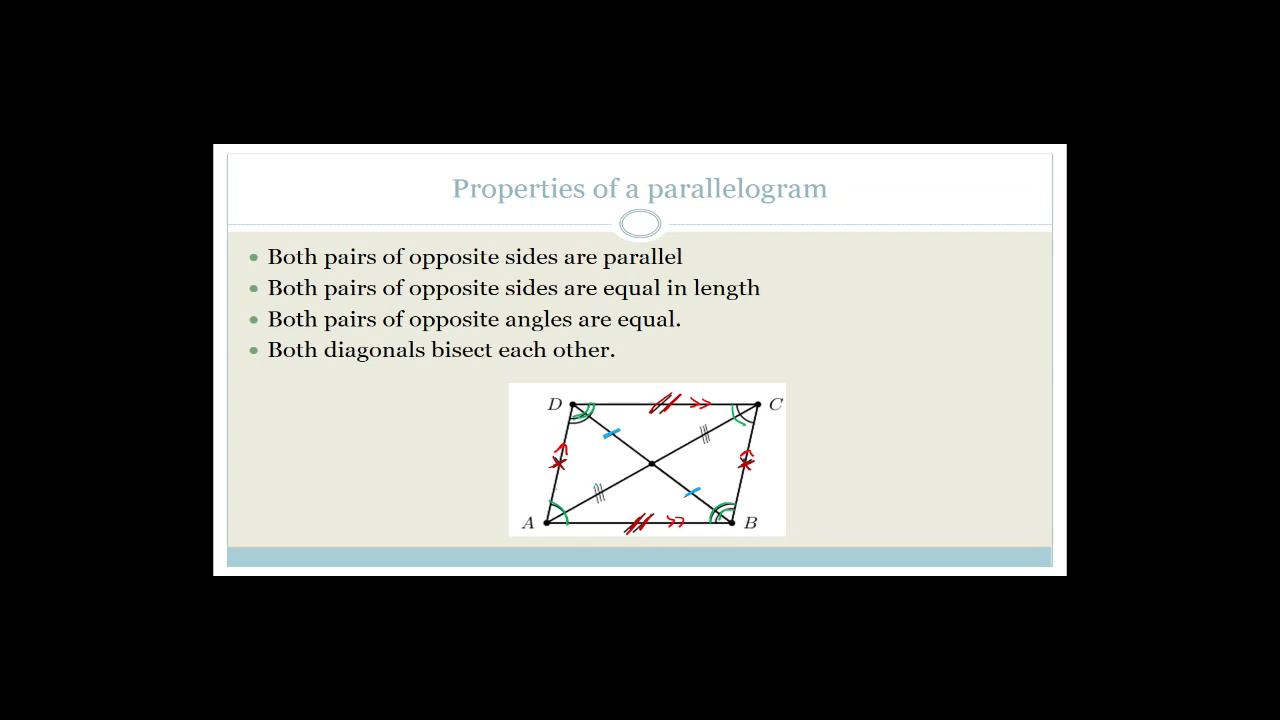 Properties of a parallelogram
Both pairs of opposite sides are parallel
Both pairs of opposite sides are equal in length
Both pairs of opposite angles are equal.
Both diagonals bisect each other.
D C
A B